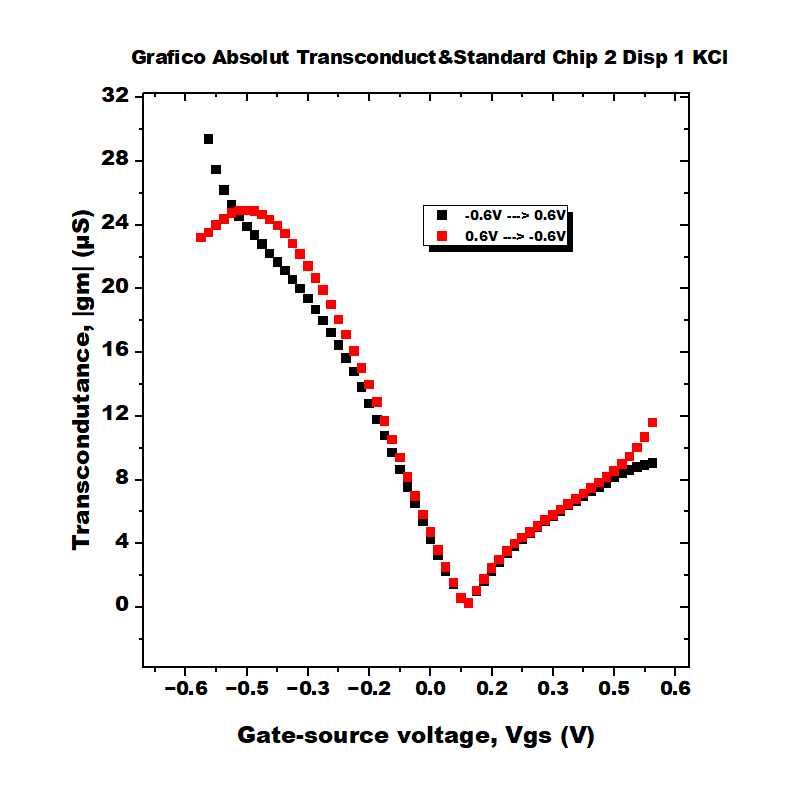 Grafico Absolut Transconduct&Standard Chip 2 Disp 1 KCl
32
28
24
20
16
12
8
4
0
Transcondutance, |gm| (µS)
-0.6V ---> 0.6V
0.6V ---> -0.6V
−0.6 −0.5 −0.3 −0.2 0.0 0.2 0.3 0.5 0.6
Gate-source voltage, Vgs (V)